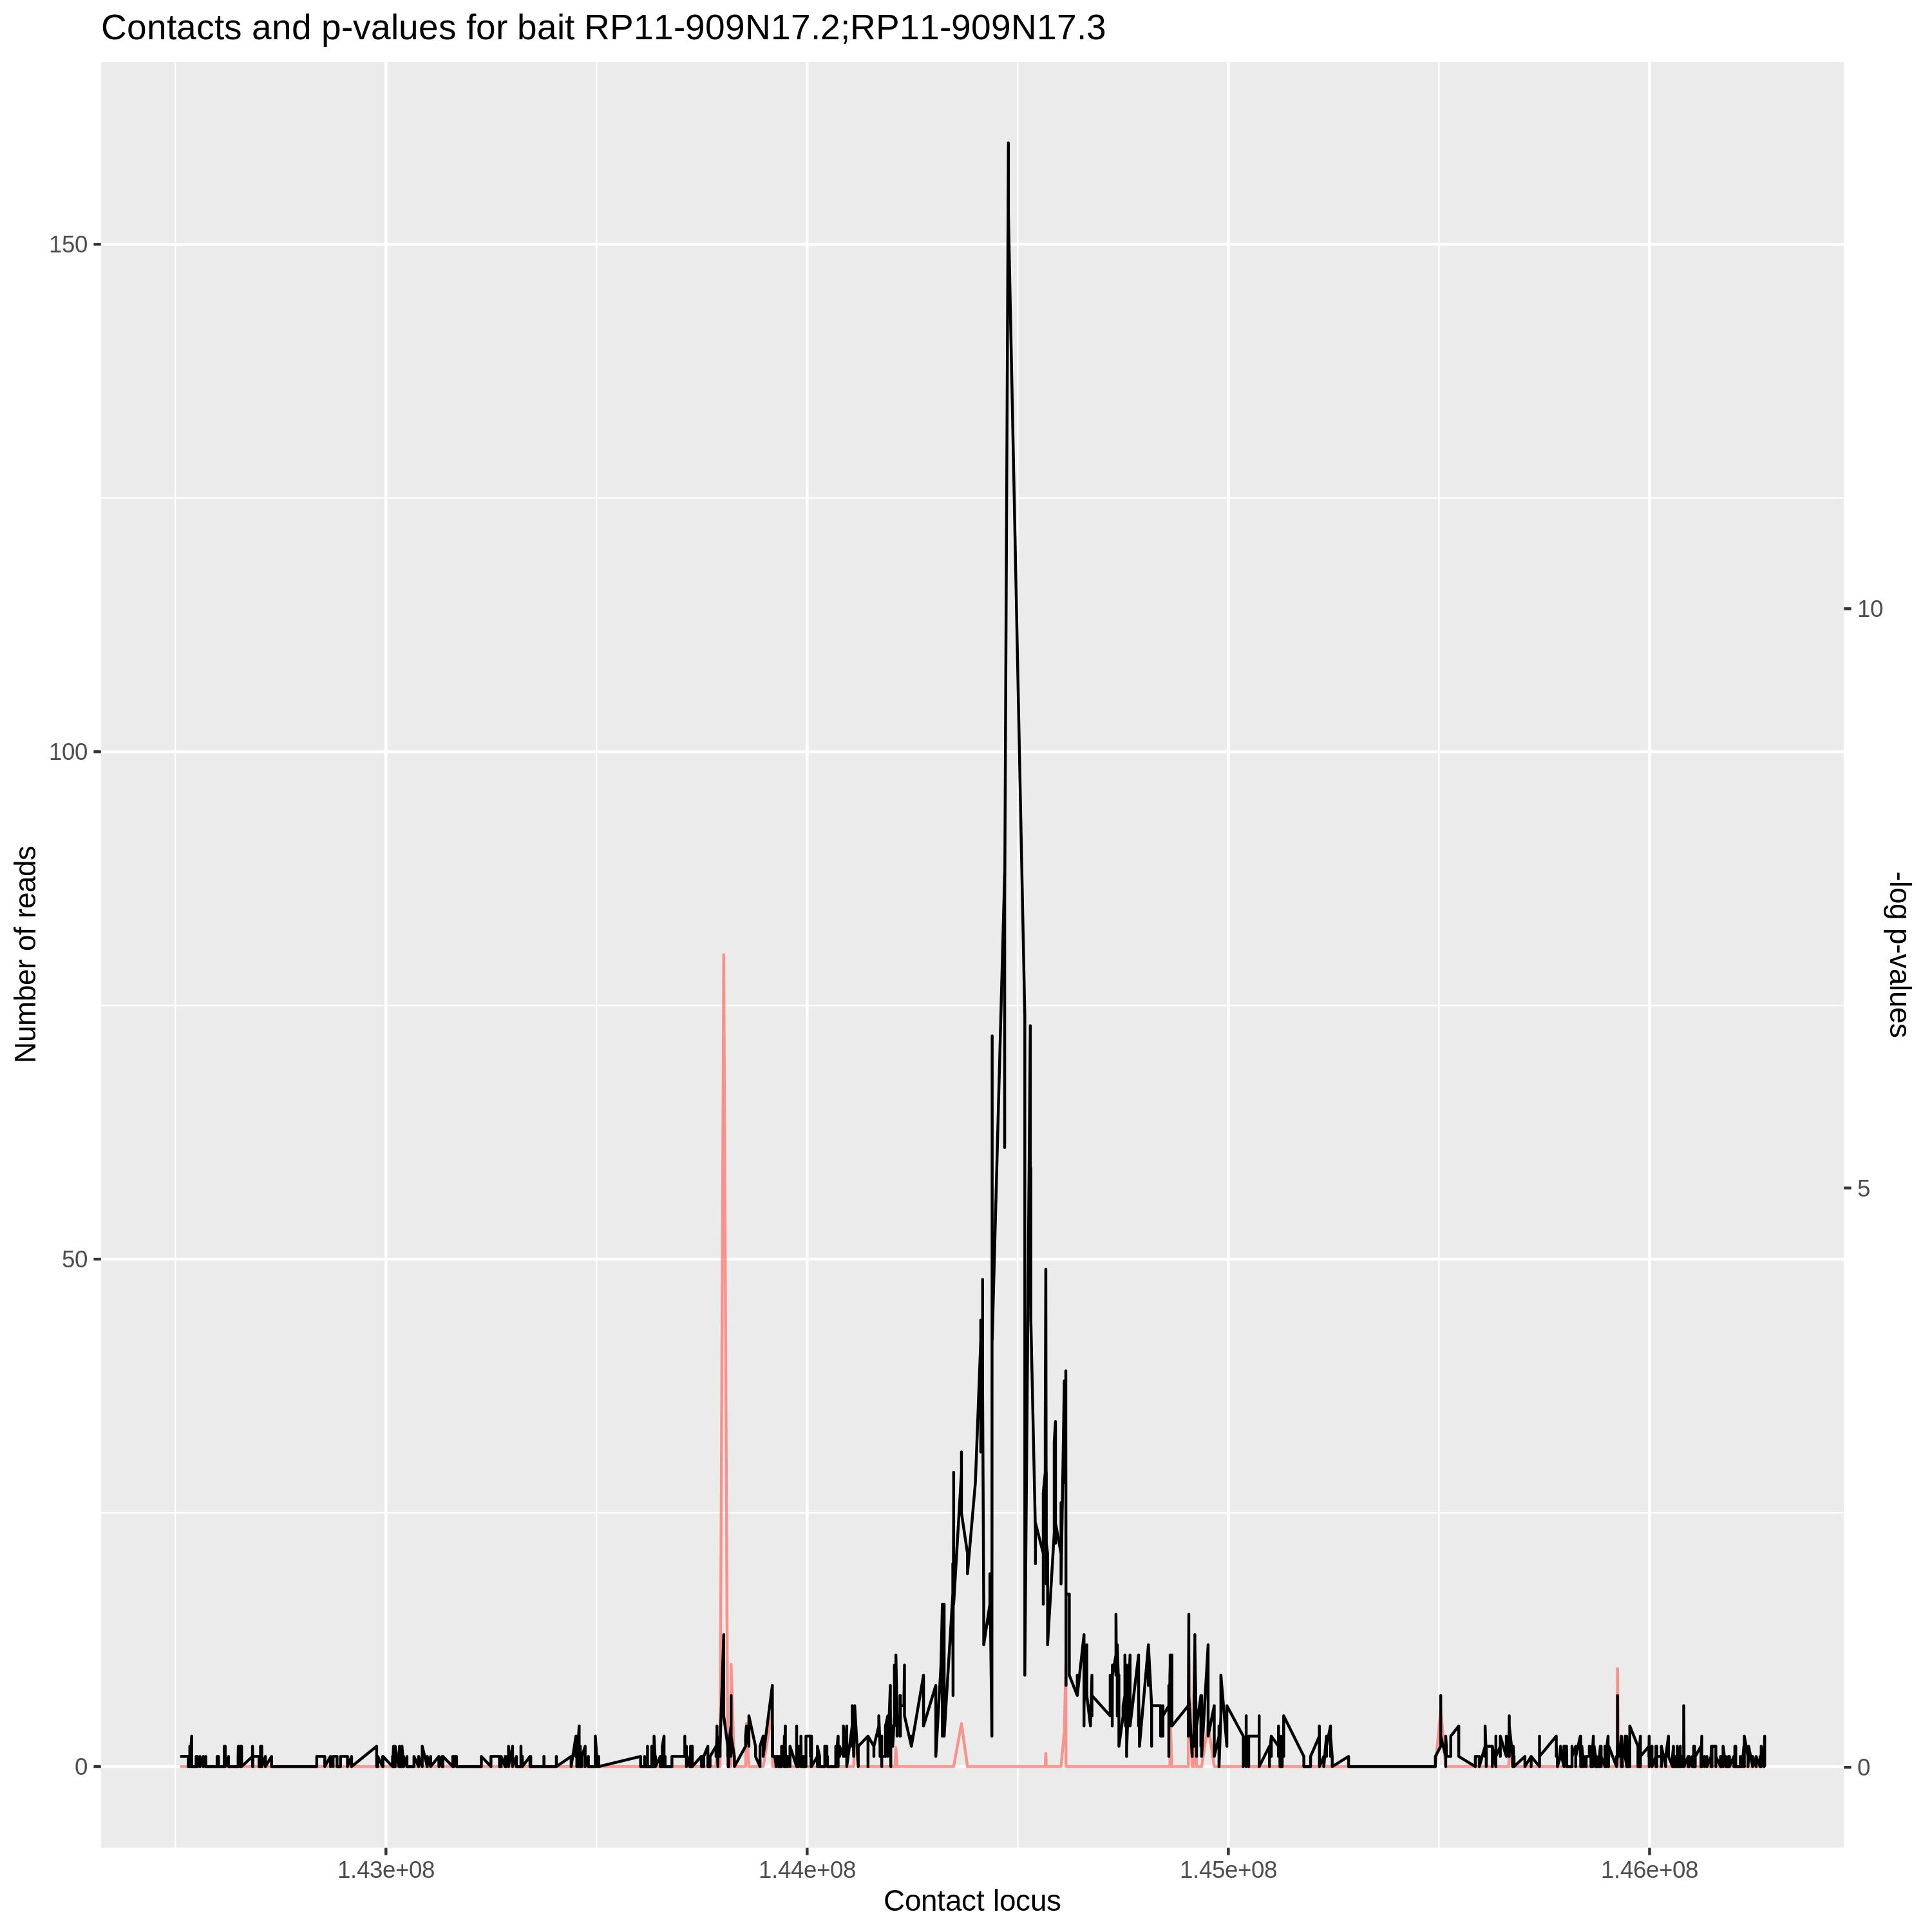 Contacts and p-values for bait RP11-909N17.2;RP11-909N17.3
150
100
50
0
Number of reads
10
5
0
-log p-values
1.43e+08
1.44e+08
1.45e+08
1.46e+08
Contact locus